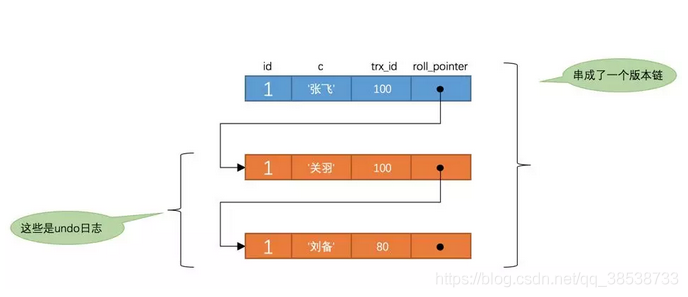 id c trx_id roll_pointer
1 '张飞' 100
串成了一个版本链
1 '关羽' 100
这些是undo日志
1 '刘备' 80
https://blog.csdn.net/qq_38538733